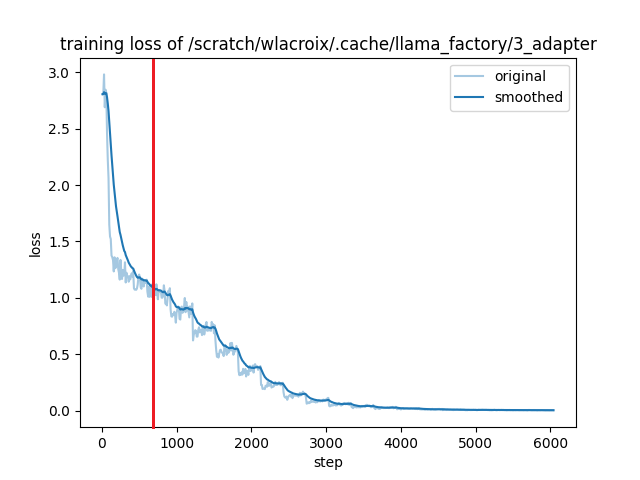 training loss of /scratch/wlacroix/.cache/llama_factory/3_adapter
original
smoothed
3.0
2.5
2.0
1.5
1.0
0.5
0.0
loss
0 1000 2000 3000 4000 5000 6000
step